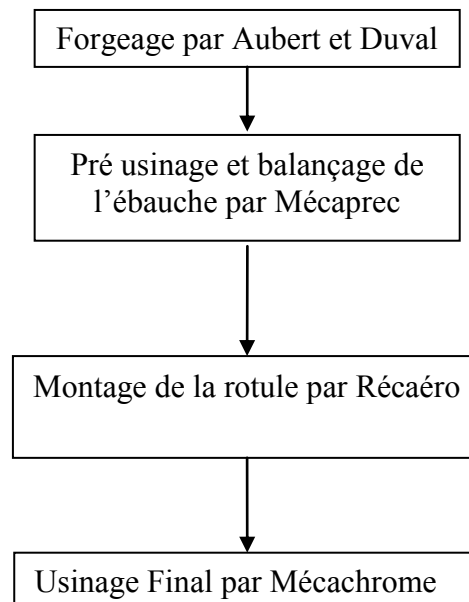 Forgeage par Aubert et Duval
Pré usinage et balançage de
l’ébauche par Mécaprec
Montage de la rotule par Récaéro
Usinage Final par Mécachrome